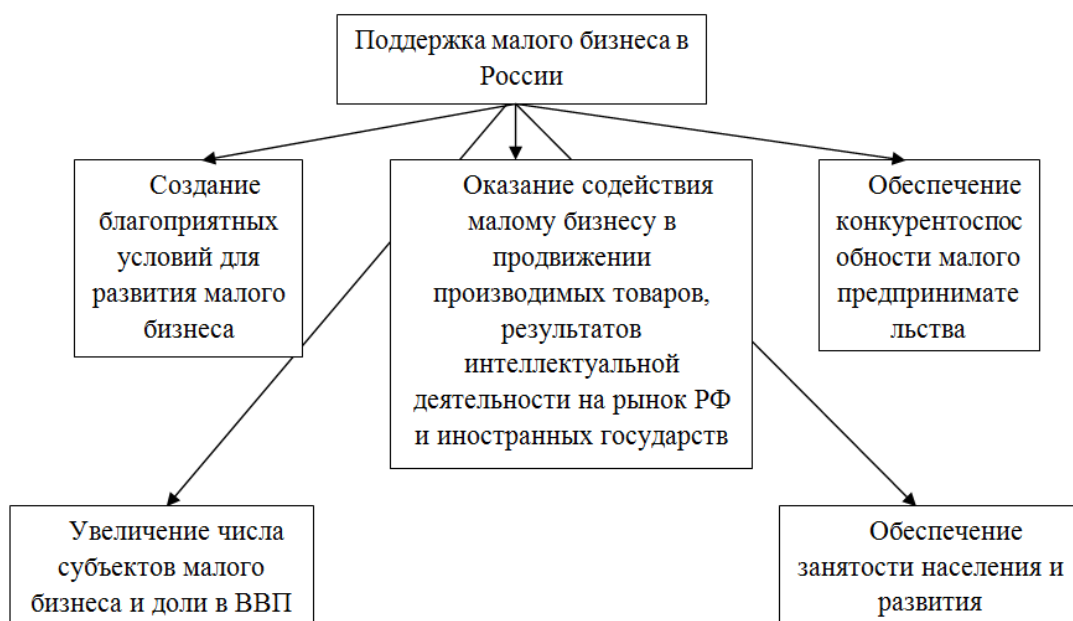 Поддержка малого бизнеса в
России
Создание
благоприятных
условий для
развития малого
бизнеса
Оказание содействия
малому бизнесу в
продвижении
производимых товаров,
результатов
интеллектуальной
деятельности на рынок РФ
и иностранных государств
Обеспечение
конкурентоспос
обности малого
предпринимате
льства
Увеличение числа
субъектов малого
бизнеса и доли в ВВП
Обеспечение
занятости населения и
развития